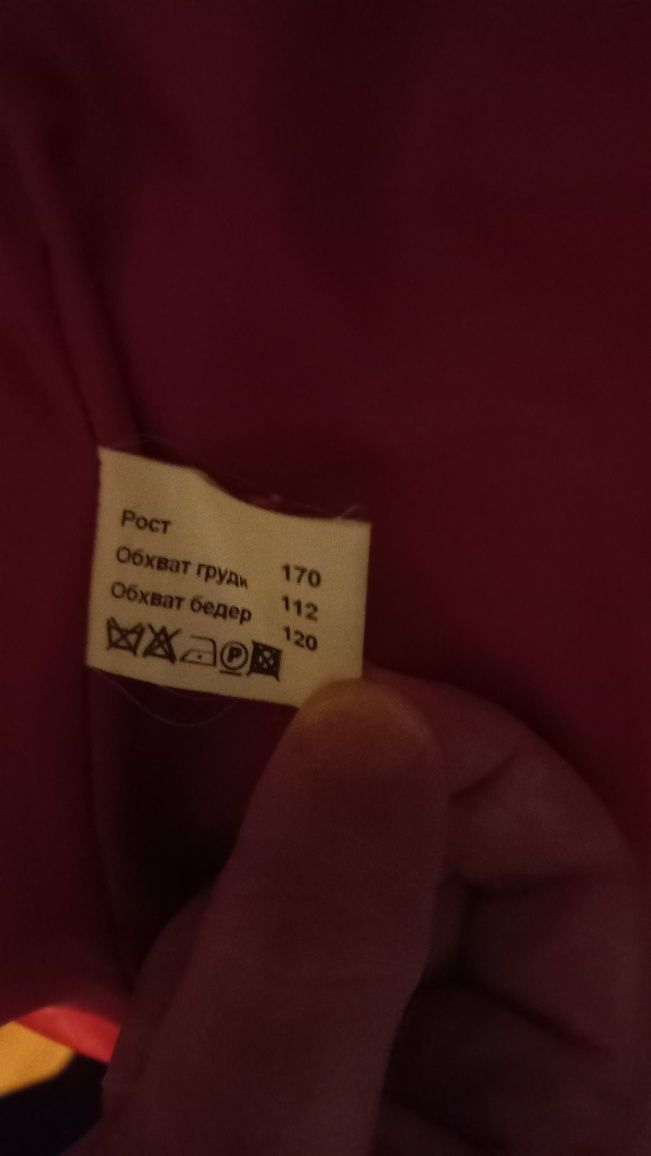 Рост 170
Обхват груди 112
Обхват бедер 120
P